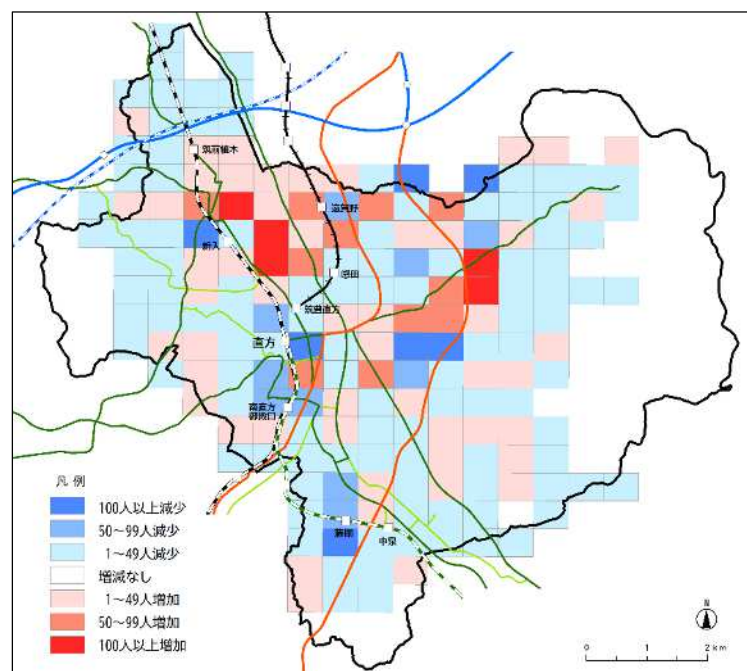 筑前植木
遠賀野
新入
感田
筑豊直方
直方
南直方
御殿口
藤棚
中泉
凡 例
100人以上減少
50～99人減少
1～49人減少
増減なし
1～49人増加
50～99人増加
100人以上増加
N
0 1 2 km